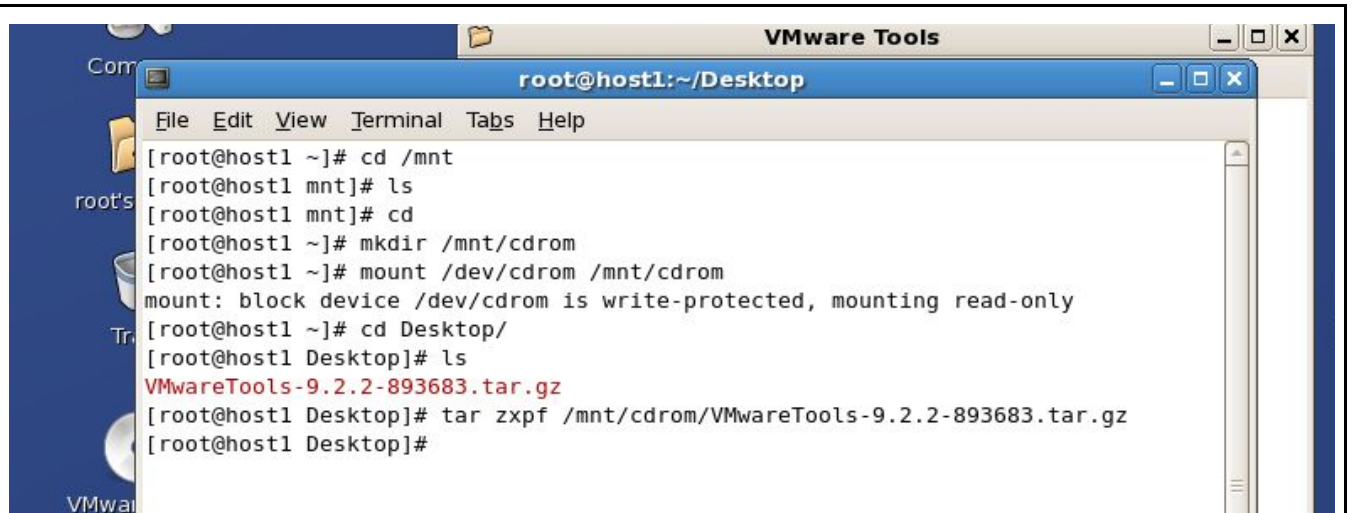 VMware Tools
Com
root@host1:~/Desktop
File Edit View Terminal Tabs Help
[root@host1 ~]# cd /mnt
[root@host1 mnt]# ls
root's
[root@host1 mnt]# cd
[root@host1 ~]# mkdir /mnt/cdrom
[root@host1 ~]# mount /dev/cdrom /mnt/cdrom
mount: block device /dev/cdrom is write-protected, mounting read-only
[root@host1 ~]# cd Desktop/
Tr
[root@host1 Desktop]# ls
VMwareTools-9.2.2-893683.tar.gz
[root@host1 Desktop]# tar zxpf /mnt/cdrom/VMwareTools-9.2.2-893683.tar.gz
[root@host1 Desktop]#
VMwar